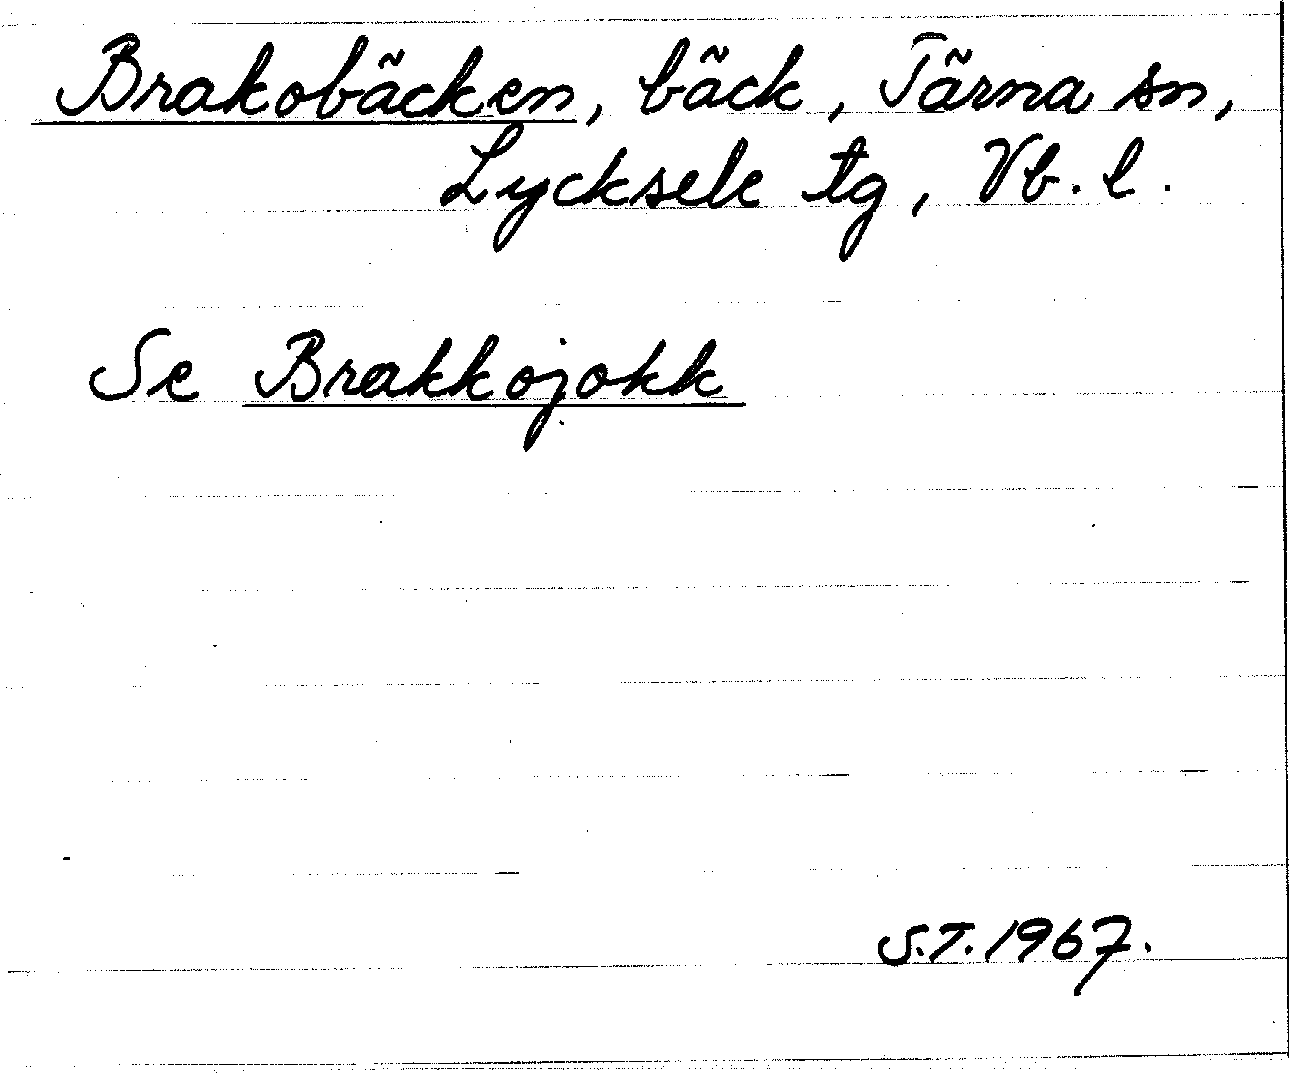 Brakobäcken, bäck, Tärna sn,
Lycksele tg, Vb. l.
Se Brakkojokk
S.T. 1967.